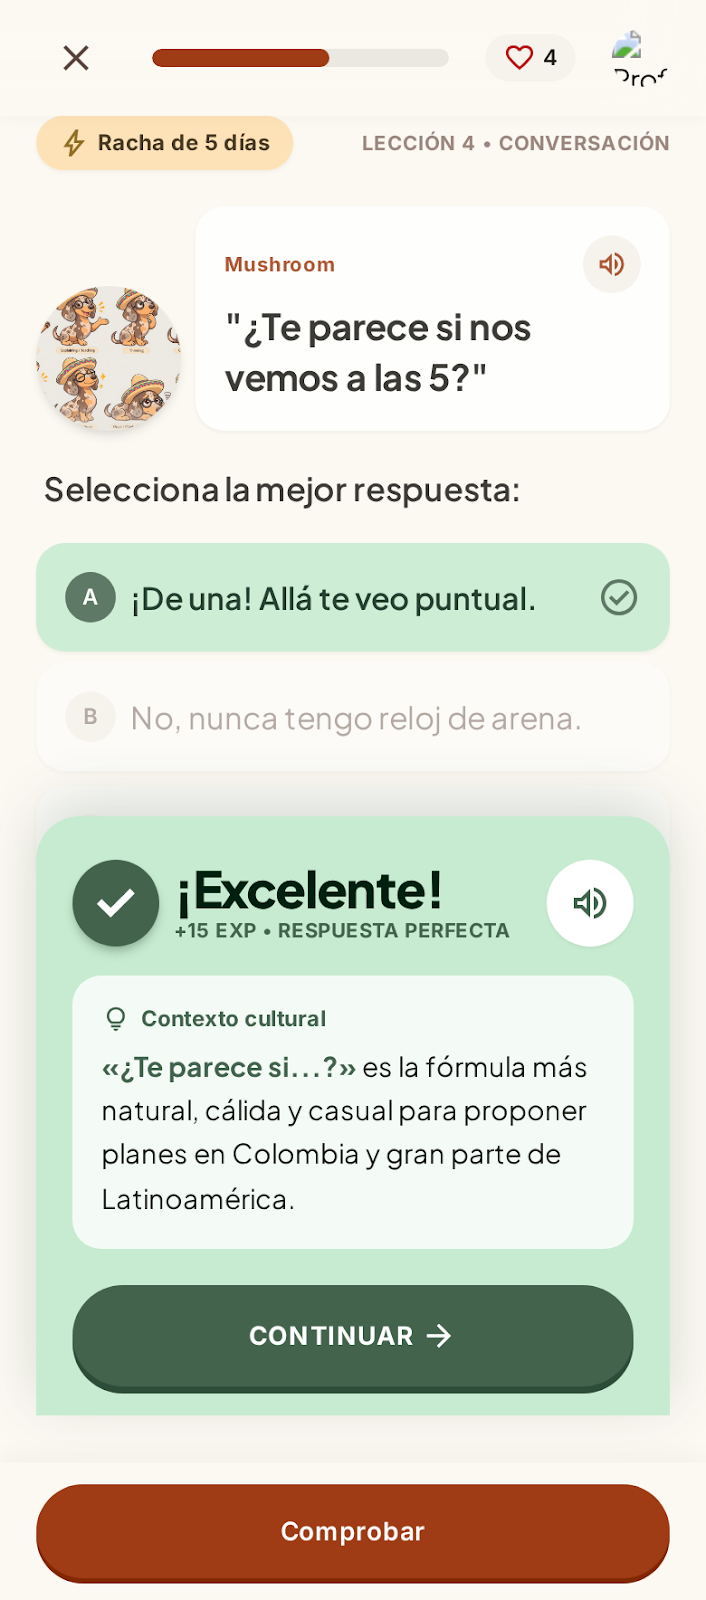 4
Prof
Racha de 5 días
LECCIÓN 4 • CONVERSACIÓN
Mushroom
"¿Te parece si nos
vemos a las 5?"
Selecciona la mejor respuesta:
A ¡De una! Allá te veo puntual.
B No, nunca tengo reloj de arena.
¡Excelente!
+15 EXP • RESPUESTA PERFECTA
Contexto cultural
«¿Te parece si...?» es la fórmula más
natural, cálida y casual para proponer
planes en Colombia y gran parte de
Latinoamérica.
CONTINUAR →
Comprobar